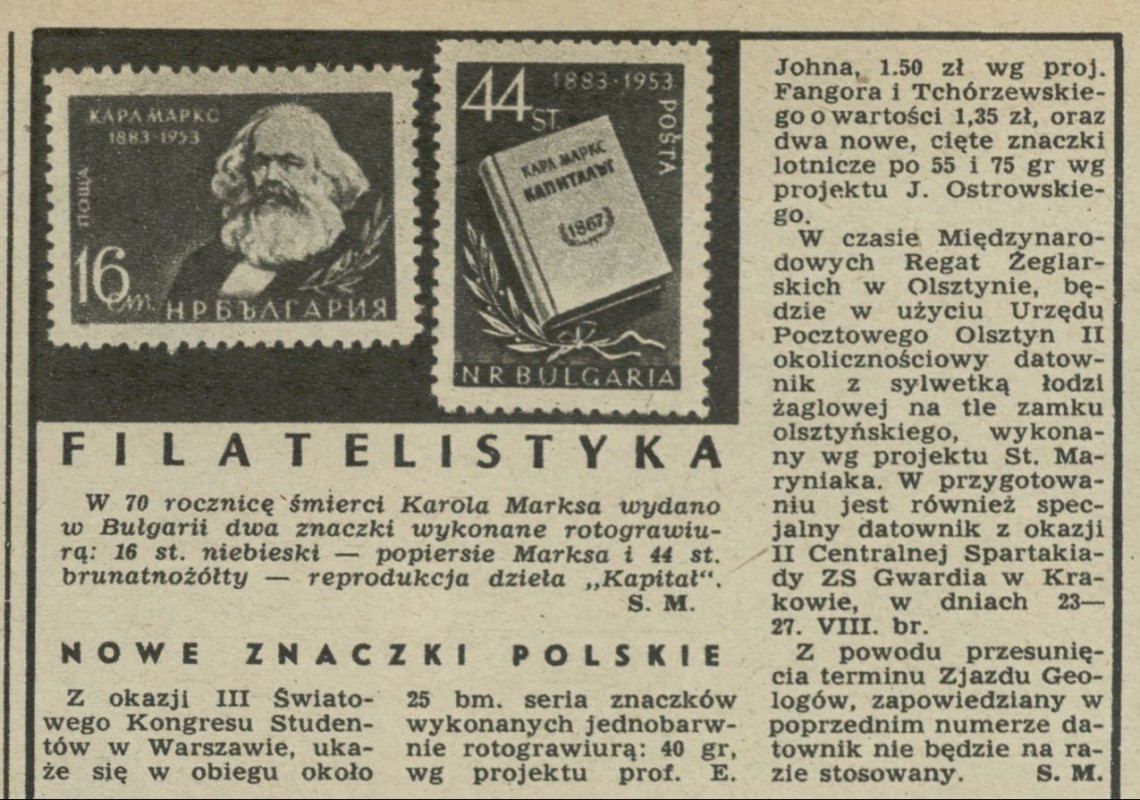 КАРЛ МАРКС
1883-1953
ПОЩА
16 ст.
НРБЪЛГАРИЯ
44 ST.
1883-1953
POŠTA
КАРЛ МАРКС
КАПИТАЛЪТ
1867
NR BULGARIA
FILATELISTYKA
W 70 rocznicę śmierci Karola Marksa wydano
w Bułgarii dwa znaczki wykonane rotograwiu-
rą: 16 st. niebieski — popiersie Marksa i 44 st.
brunatnożółty — reprodukcja dzieła „Kapitał“.
S. M.
NOWE ZNACZKI POLSKIE
Z okazji III Świato-
wego Kongresu Studen-
tów w Warszawie, uka-
że się w obiegu około
25 bm. seria znaczków
wykonanych jednobarw-
nie rotograwiurą: 40 gr,
wg projektu prof. E.
Johna, 1.50 zł wg proj.
Fangora i Tchórzewskie-
go o wartości 1,35 zł, oraz
dwa nowe, cięte znaczki
lotnicze po 55 i 75 gr wg
projektu J. Ostrowskie-
go.
W czasie Międzynaro-
dowych Regat Żeglar-
skich w Olsztynie, bę-
dzie w użyciu Urzędu
Pocztowego Olsztyn II
okolicznościowy datow-
nik z sylwetką łodzi
żaglowej na tle zamku
olsztyńskiego, wykona-
ny wg projektu St. Ma-
ryniaka. W przygotowa-
niu jest również spec-
jalny datownik z okazji
II Centralnej Spartakia-
dy ZS Gwardia w Kra-
kowie, w dniach 23—
27. VIII. br.
Z powodu przesunię-
cia terminu Zjazdu Geo-
logów, zapowiedziany w
poprzednim numerze da-
townik nie będzie na ra-
zie stosowany. S. M.